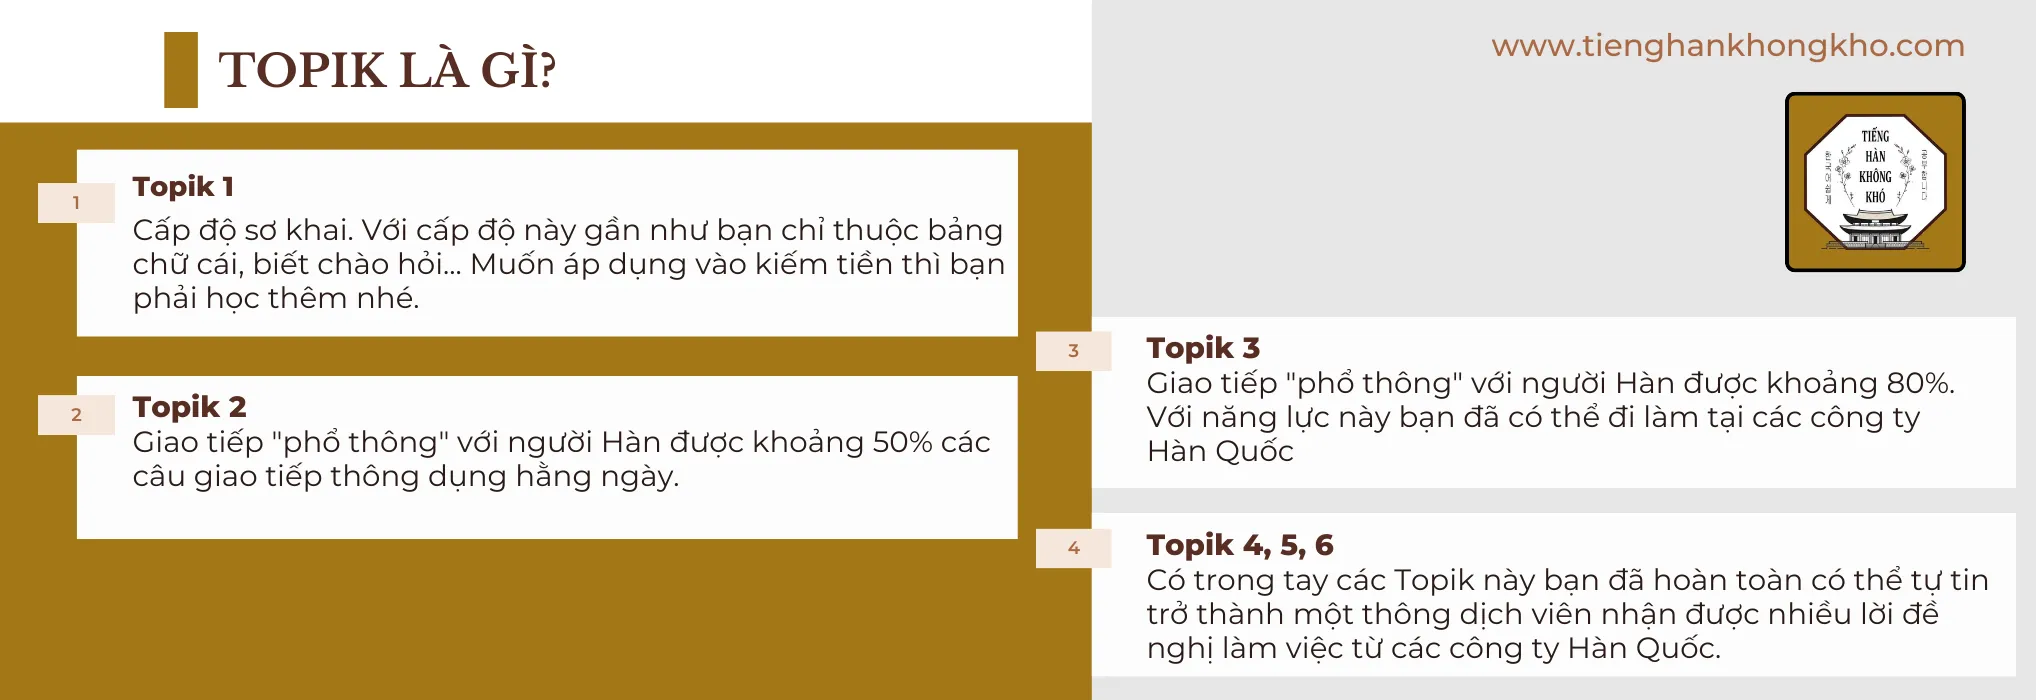 TOPIK LÀ GÌ?
1
Topik 1
Cấp độ sơ khai. Với cấp độ này gần như bạn chỉ thuộc bảng
chữ cái, biết chào hỏi... Muốn áp dụng vào kiếm tiền thì bạn
phải học thêm nhé.
2
Topik 2
Giao tiếp "phổ thông" với người Hàn được khoảng 50% các
câu giao tiếp thông dụng hằng ngày.
www.tienghankhongkho.com
TIẾNG
HÀN
KHÔNG
KHÓ
3
Topik 3
Giao tiếp "phổ thông" với người Hàn được khoảng 80%.
Với năng lực này bạn đã có thể đi làm tại các công ty
Hàn Quốc
4
Topik 4, 5, 6
Có trong tay các Topik này bạn đã hoàn toàn có thể tự tin
trở thành một thông dịch viên nhận được nhiều lời đề
nghị làm việc từ các công ty Hàn Quốc.